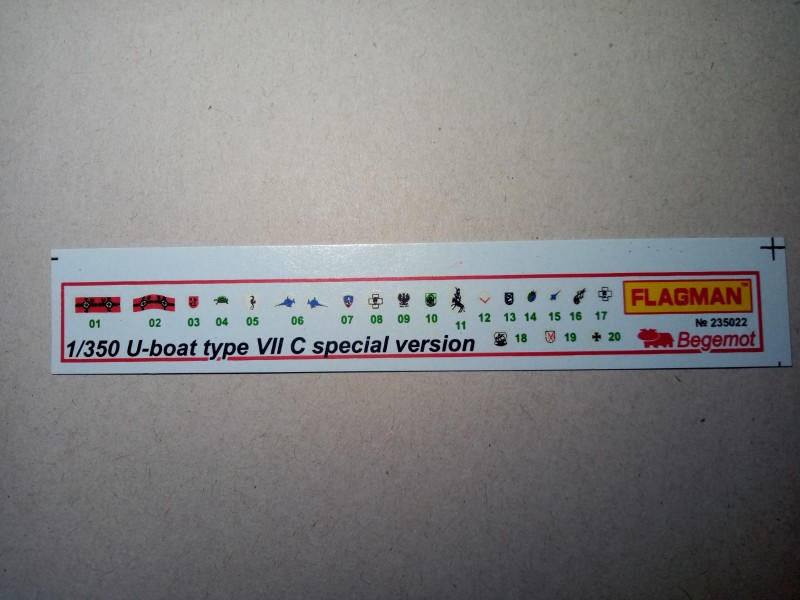 01 02 03 04 05 06 07 08 09 10 11 12 13 14 15 16 17
FLAGMAN™
№ 235022
18 19 20
1/350 U-boat type VII C special version
Begemot